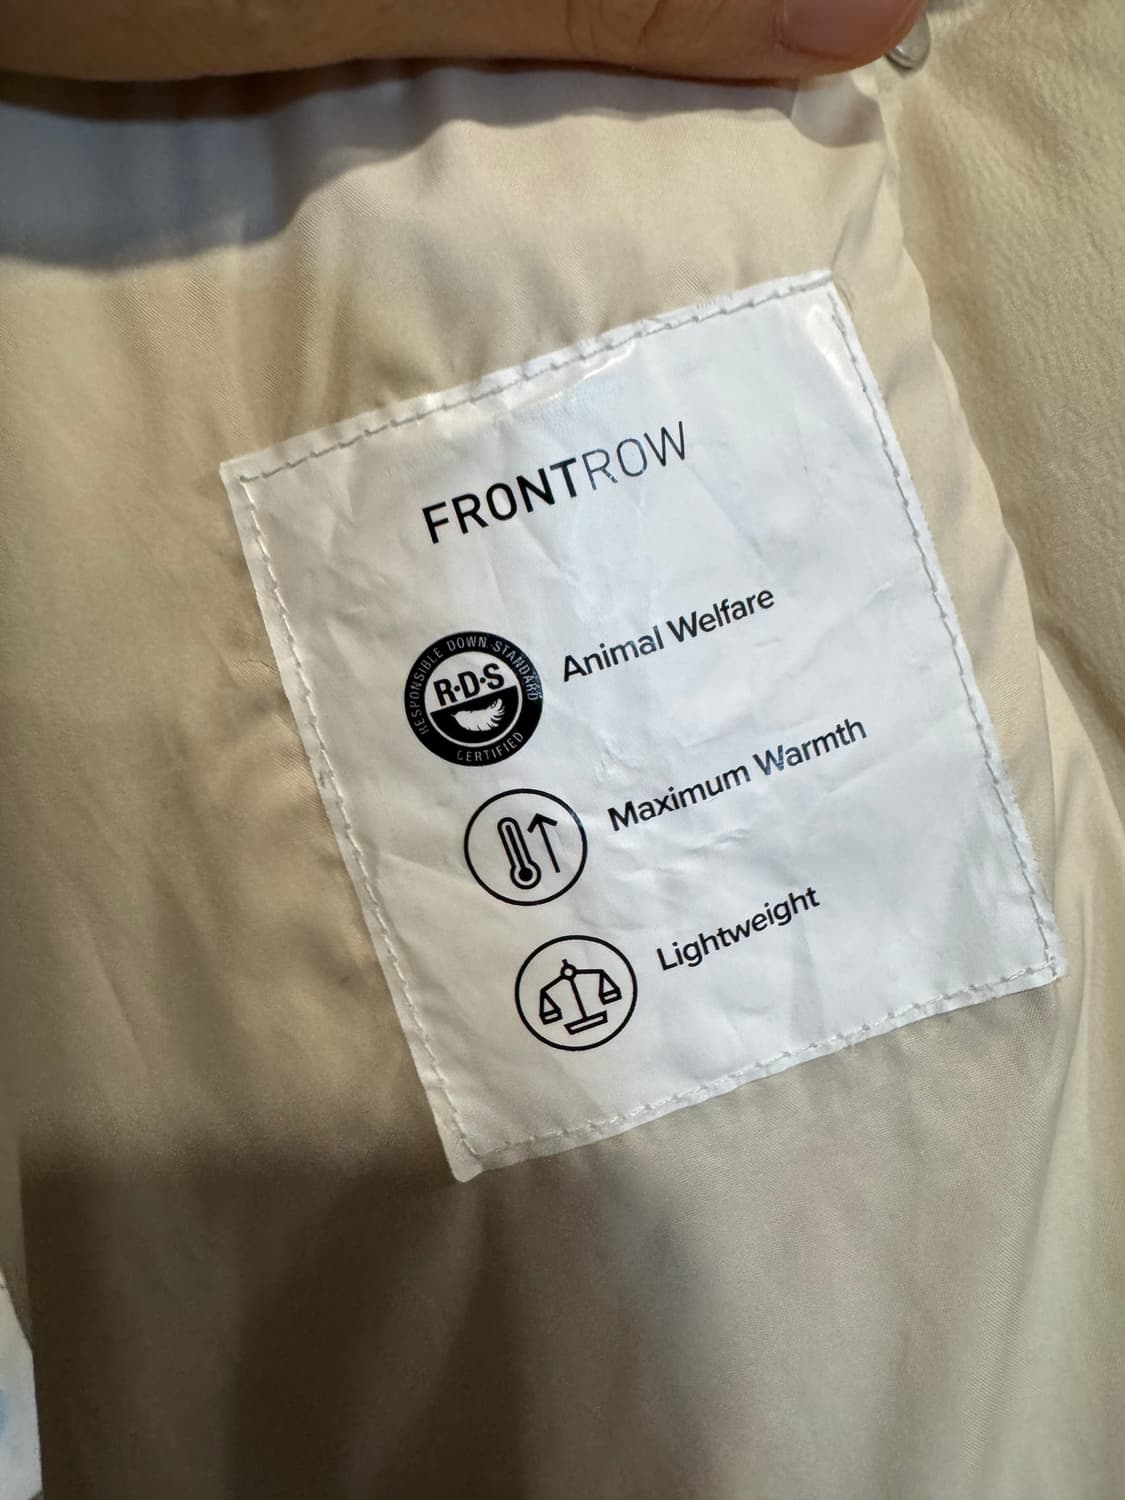 FRONTROW
RESPONSIBLE DOWN STANDARD
R·D·S
CERTIFIED
Animal Welfare
Maximum Warmth
Lightweight